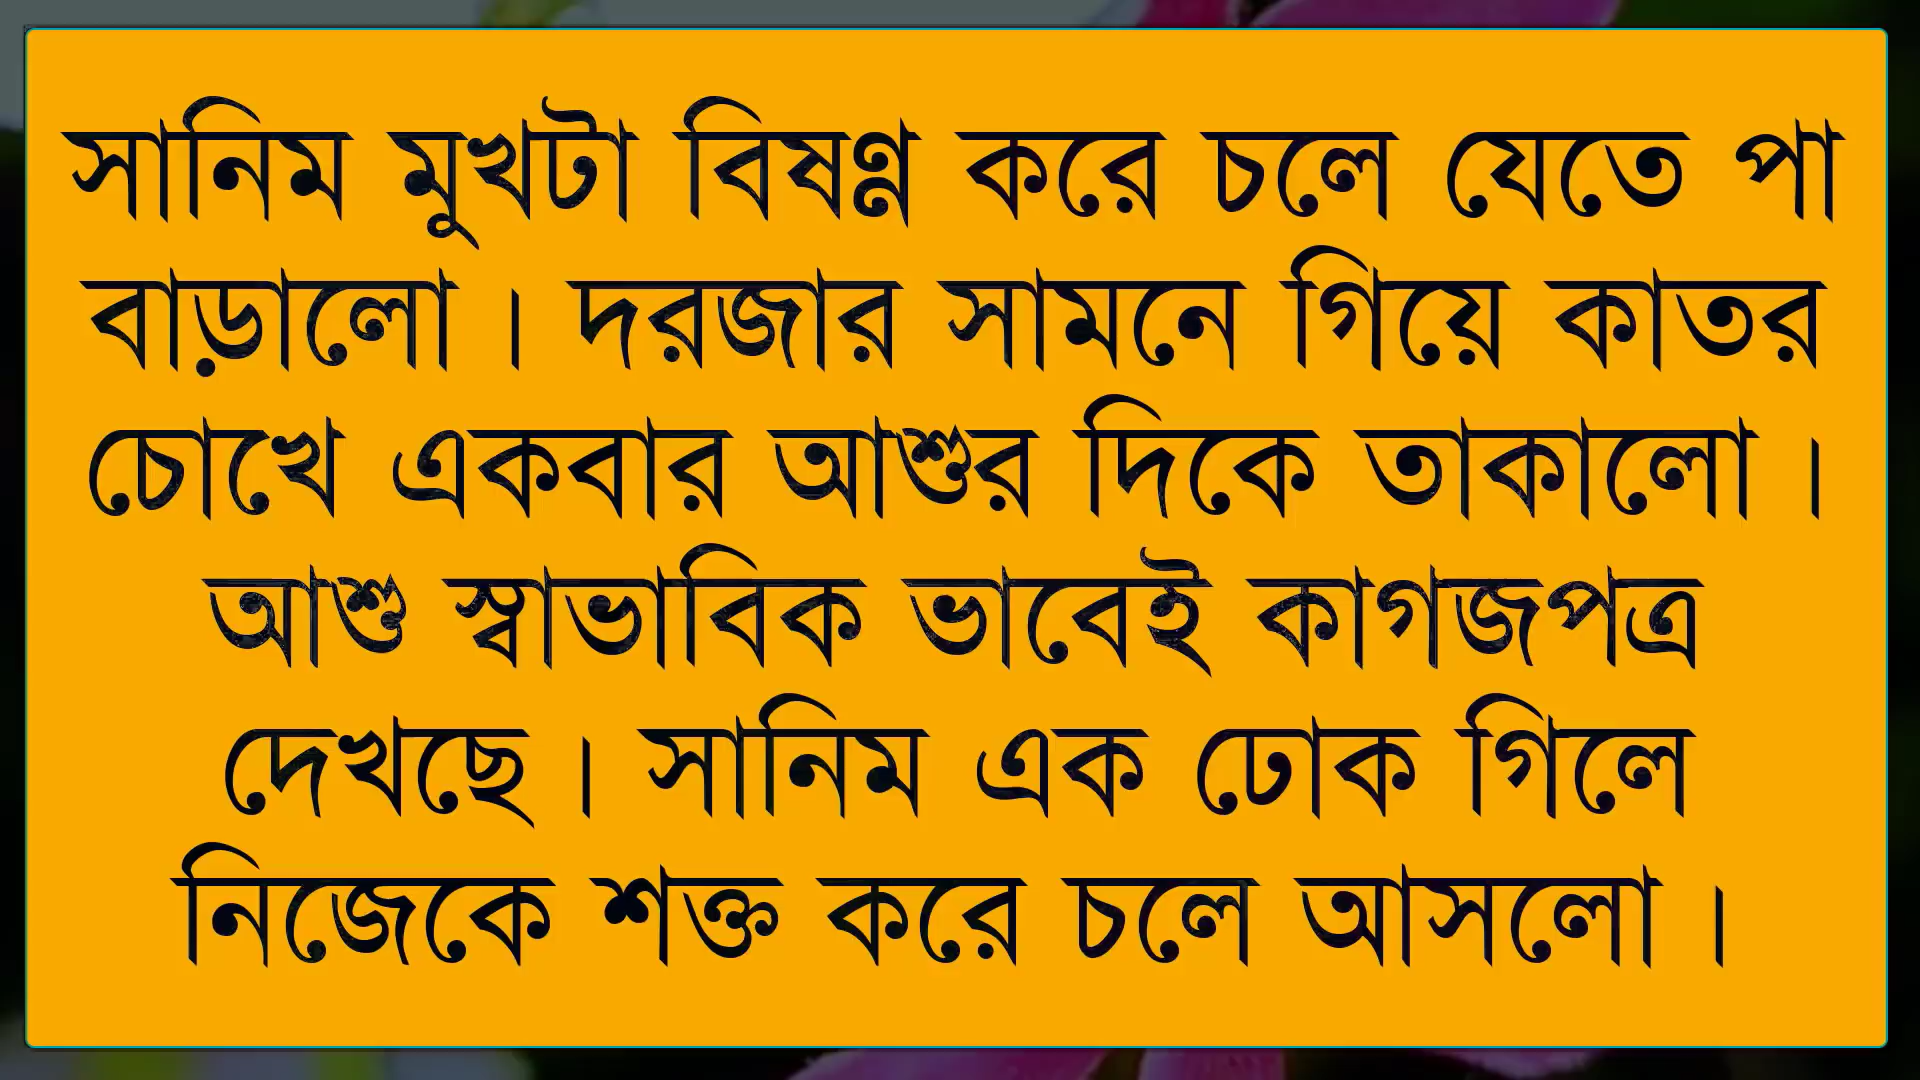 সানিম মুখটা বিষণ্ণ করে চলে যেতে পা
বাড়ালো । দরজার সামনে গিয়ে কাতর
চোখে একবার আশুর দিকে তাকালো ।
আশু স্বাভাবিক ভাবেই কাগজপত্র
দেখছে । সানিম এক ঢোক গিলে
নিজেকে শক্ত করে চলে আসলো ।